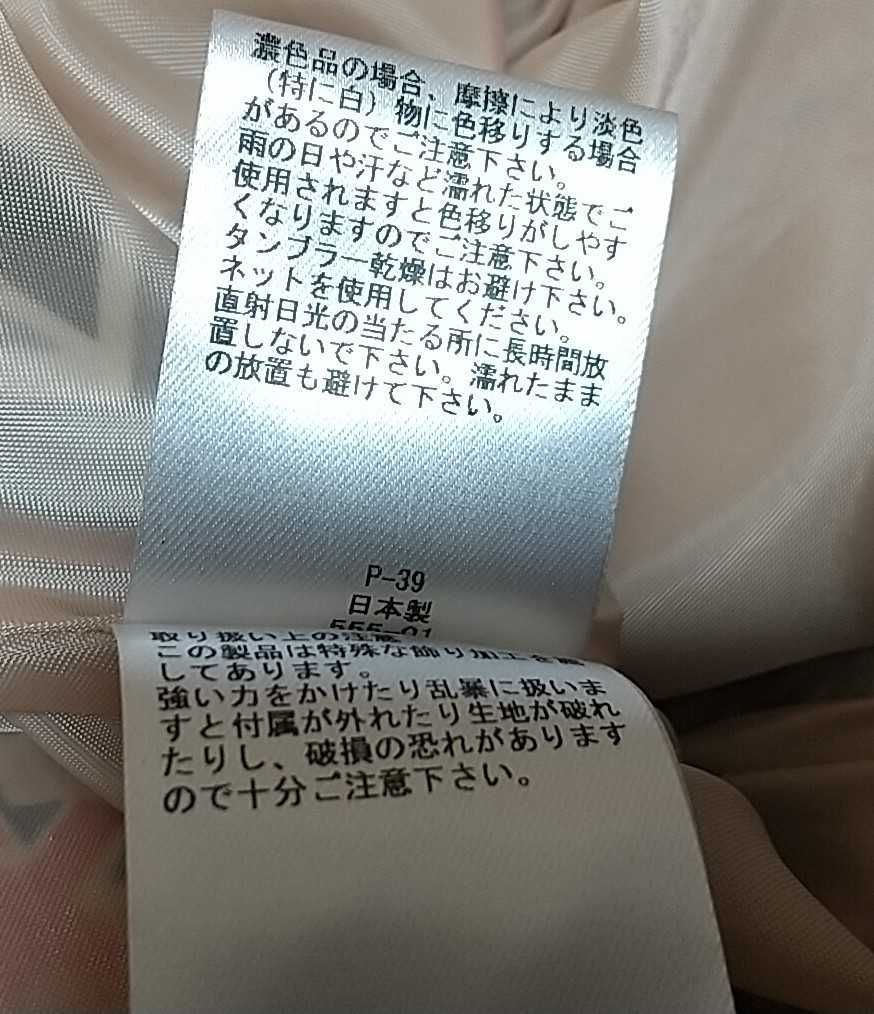 濃色品の場合、摩擦により淡色
(特に白)物に色移りする場合
があるのでご注意下さい。
雨の日や汗など濡れた状態でご
使用されますと色移りがしやす
くなりますのでご注意下さい。
タンブラー乾燥はお避け下さい。
ネットを使用してください。
直射日光の当たる所に長時間放
置しないで下さい。濡れたまま
の放置も避けて下さい。
P-39
日本製
555-01
取り扱い上の注意
この製品は特殊な飾り加工を施
してあります。
強い力をかけたり乱暴に扱いま
すと付属が外れたり生地が破れ
たりし、破損の恐れがあります
ので十分ご注意下さい。